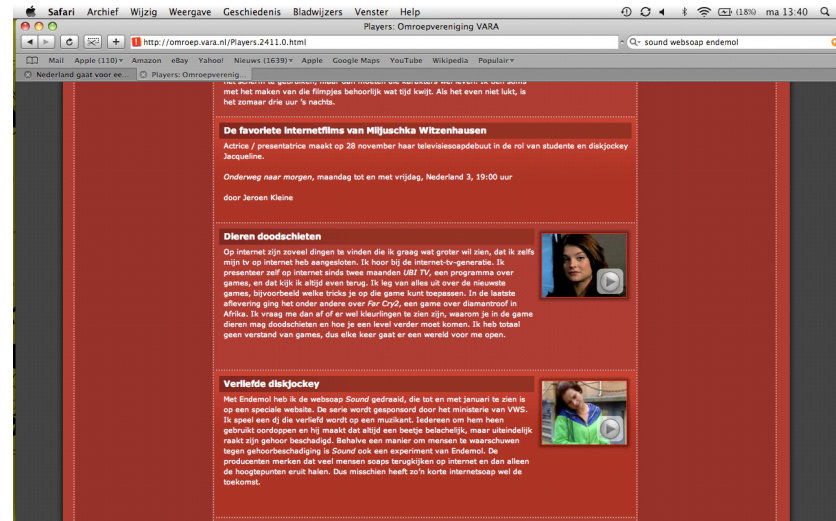 Safari Archief Wijzig Weergave Geschiedenis Bladwijzers Venster Help (18%) ma 13:40
Players: Omroepvereniging VARA
http://omroep.vara.nl/Players.2411.0.html
sound websoap endemol
Mail Apple (110) Amazon eBay Yahoo! Nieuws (1639) Apple Google Maps YouTube Wikipedia Populair
Nederland gaat voor ee... Players: Omroepverenig...
met het maken van die filmpjes behoorlijk wat tijd kwijt. Als het even niet lukt, is
het zomaar drie uur 's nachts.
De favoriete internetfilms van Miljuschka Witzenhausen
Actrice / presentatrice maakt op 28 november haar televisiesoapdebuut in de rol van studente en diskjockey
Jacqueline.
Onderweg naar morgen, maandag tot en met vrijdag, Nederland 3, 19:00 uur
door Jeroen Kleine
Dieren doodschieten
Op internet zijn zoveel dingen te vinden die ik graag wat groter wil zien, dat ik zelfs
mijn tv op internet heb aangesloten. Ik hoor bij de internet-tv-generatie. Ik
presenteer zelf op internet sinds twee maanden UBI TV, een programma over
games, en dat kijk ik altijd even terug. Ik leg van alles uit over de nieuwste
games, bijvoorbeeld welke tricks je op die game kunt toepassen. In de laatste
aflevering ging het onder andere over Far Cry2, een game over diamantroof in
Afrika. Ik vraag me dan af of er wel kleurlingen te zien zijn, waarom je in de game
dieren mag doodschieten en hoe je een level verder moet komen. Ik heb totaal
geen verstand van games, dus elke keer gaat er een wereld voor me open.
Verliefde diskjockey
Met Endemol heb ik de websoap Sound gedraaid, die tot en met januari te zien is
op een speciale website. De serie wordt gesponsord door het ministerie van VWS.
Ik speel een dj die verliefd wordt op een muzikant. Iedereen om hem heen
gebruikt oordoppen en hij maakt dat altijd een beetje belachelijk, maar uiteindelijk
raakt zijn gehoor beschadigd. Behalve een manier om mensen te waarschuwen
tegen gehoorbeschadiging is Sound ook een experiment van Endemol. De
producenten merken dat veel mensen soaps terugkijken op internet en dan alleen
de hoogtepunten eruit halen. Dus misschien heeft zo'n korte internetsoap wel de
toekomst.